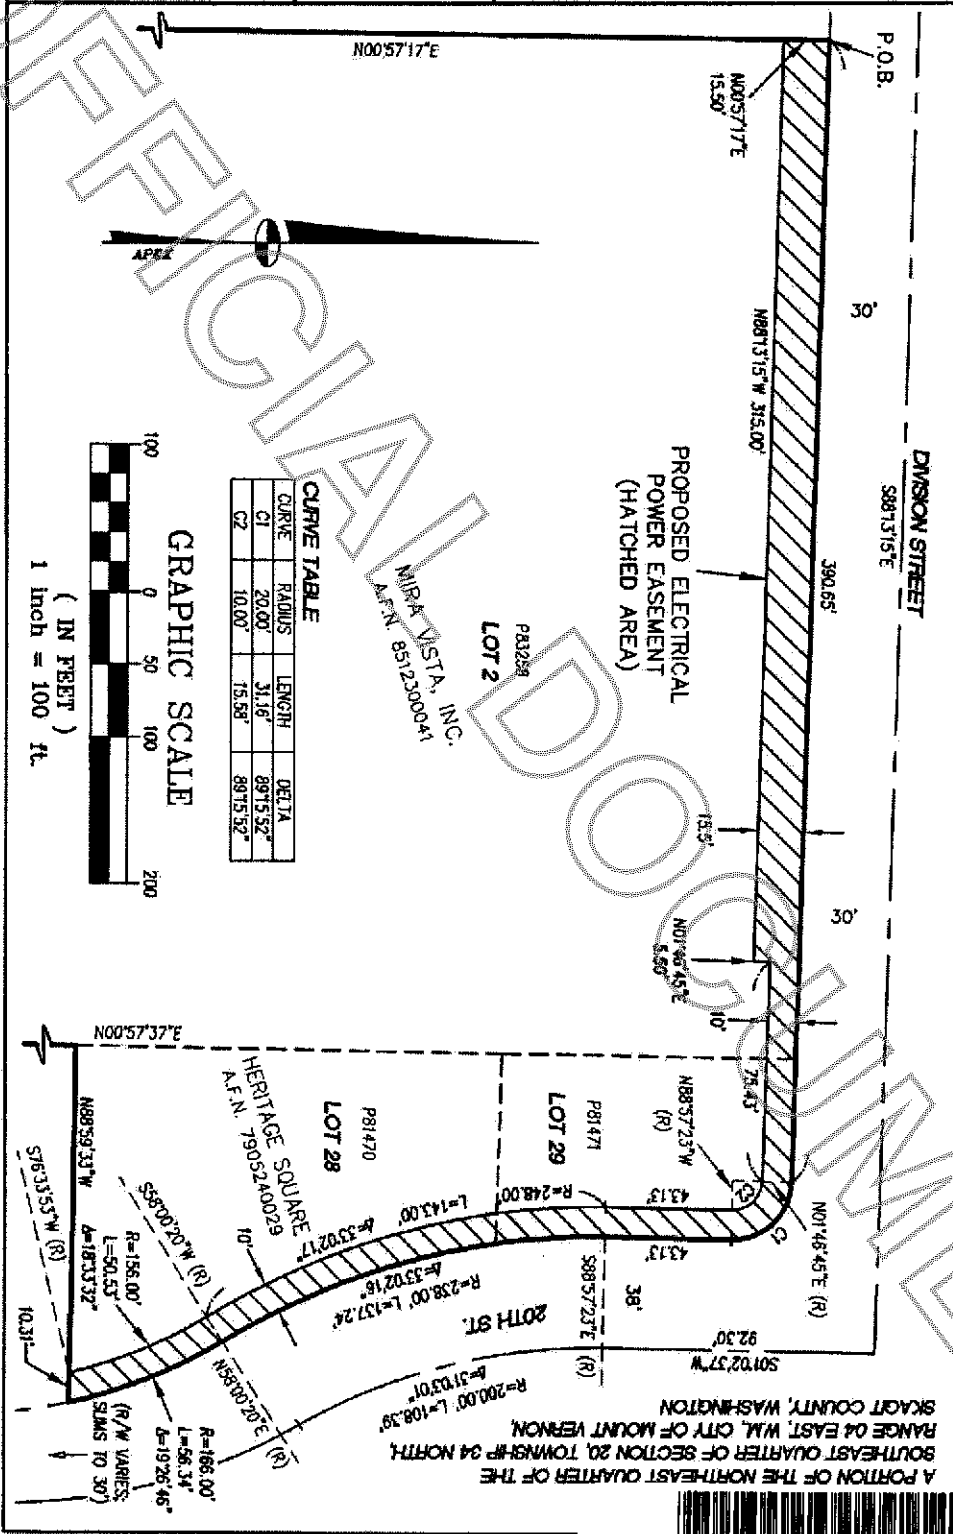 A PORTION OF THE NORTHEAST QUARTER OF THE
SOUTHEAST QUARTER OF SECTION 20, TOWNSHIP 34 NORTH,
RANGE 04 EAST, W.M., CITY OF MOUNT VERNON,
SKAGIT COUNTY, WASHINGTON
P.O.B.
DIVISION STREET
S88°13'15"E
30'
390.65'
30'
N00°57'17"E
15.50'
N00°57'17"E
N88°13'15"W 315.00'
PROPOSED ELECTRICAL
POWER EASEMENT
(HATCHED AREA)
15.5'
N01°46'45"E
5.50'
10'
75.43'
N88°57'23"W
(R)
C2
C1
N01°46'45"E (R)
P83259
LOT 2
MIRA VISTA, INC.
A.F.N. 8512300041
APEX
CURVE TABLE
CURVE RADIUS LENGTH DELTA
C1 20.00' 31.16' 89°15'52"
C2 10.00' 15.58' 89°15'52"
GRAPHIC SCALE
100 0 50 100 200
( IN FEET )
1 inch = 100 ft.
N00°57'37"E
P81471
LOT 29
P81470
LOT 28
HERITAGE SQUARE
A.F.N. 7905240029
43.13'
43.13'
R=248.00'
L=143.00'
Δ=33°02'17"
Δ=33°02'16"
R=238.00' L=137.24'
20TH ST.
S88°57'23"E (R)
38'
92.30'
S01°02'37"W
Δ=31°03'01"
R=200.00' L=108.39'
10'
S58°00'20"W (R)
N58°00'20"E (R)
N88°59'33"W
S76°33'53"W (R)
R=156.00'
L=50.53'
Δ=18°33'32"
10.31'
R=166.00'
L=56.34'
Δ=19°26'46"
(R/W VARIES;
SUMS TO 30')
OFFICIAL DOCUME